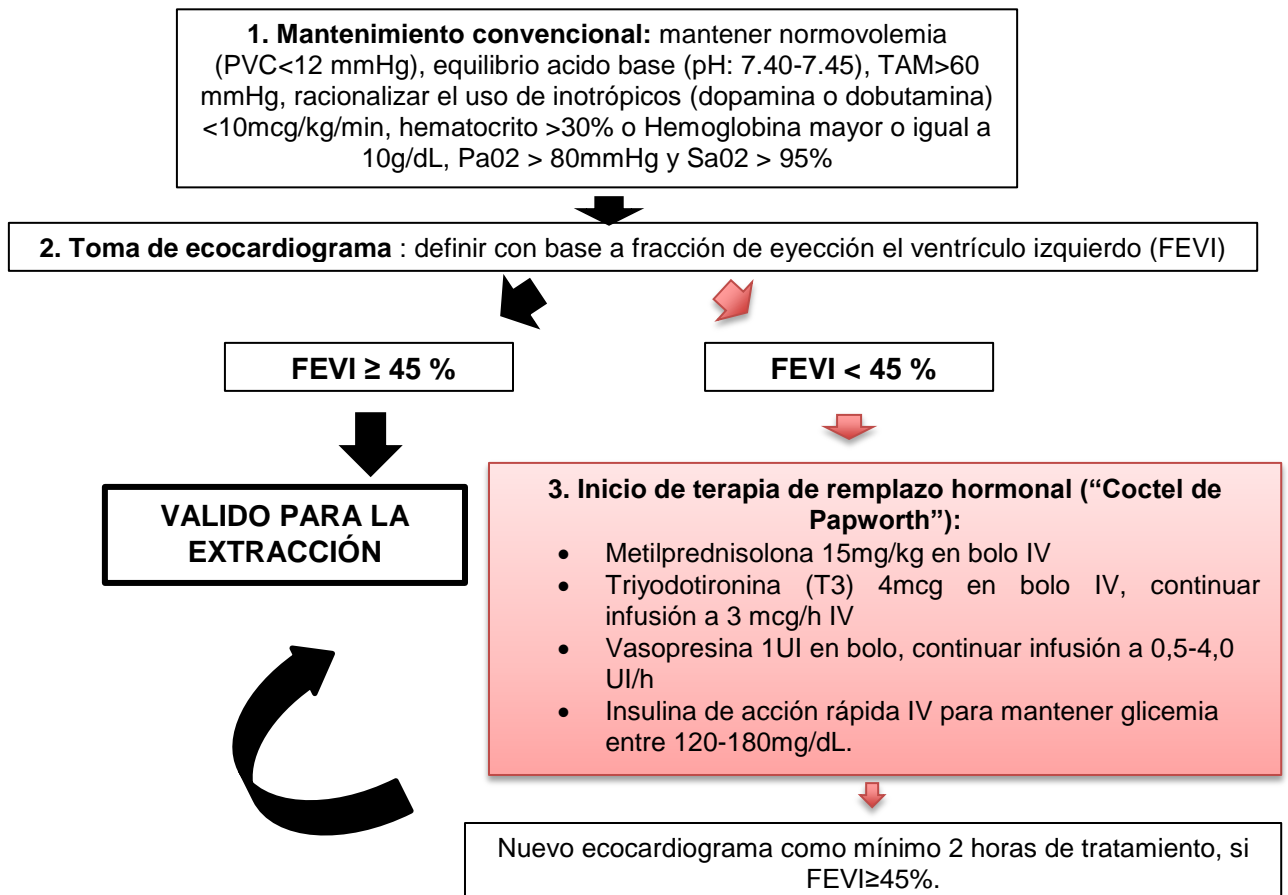 1. Mantenimiento convencional: mantener normovolemia
(PVC<12 mmHg), equilibrio acido base (pH: 7.40-7.45), TAM>60
mmHg, racionalizar el uso de inotrópicos (dopamina o dobutamina)
<10mcg/kg/min, hematocrito >30% o Hemoglobina mayor o igual a
10g/dL, Pa02 > 80mmHg y Sa02 > 95%
2. Toma de ecocardiograma : definir con base a fracción de eyección el ventrículo izquierdo (FEVI)
FEVI ≥ 45 %
FEVI < 45 %
VALIDO PARA LA
EXTRACCIÓN
3. Inicio de terapia de remplazo hormonal (“Coctel de
Papworth”):
• Metilprednisolona 15mg/kg en bolo IV
• Triyodotironina (T3) 4mcg en bolo IV, continuar
infusión a 3 mcg/h IV
• Vasopresina 1UI en bolo, continuar infusión a 0,5-4,0
UI/h
• Insulina de acción rápida IV para mantener glicemia
entre 120-180mg/dL.
Nuevo ecocardiograma como mínimo 2 horas de tratamiento, si
FEVI≥45%.